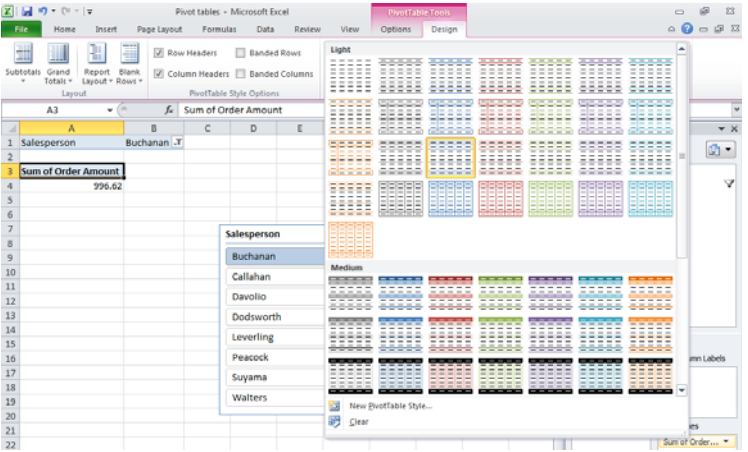 Pivot tables - Microsoft Excel
PivotTable Tools
File Home Insert Page Layout Formulas Data Review View Options Design
Subtotals Grand Totals Report Layout Blank Rows
Row Headers Banded Rows
Column Headers Banded Columns
Layout PivotTable Style Options
A3 fx Sum of Order Amount
A B C D E
1 Salesperson Buchanan
2
3 Sum of Order Amount
4 996.62
5
6
7
8
9
10
11
12
13
14
15
16
17
18
19
20
21
22
Salesperson
Buchanan
Callahan
Davolio
Dodsworth
Leverling
Peacock
Suyama
Walters
Light
Medium
New PivotTable Style...
Clear
mn Labels
es
Sum of Order...